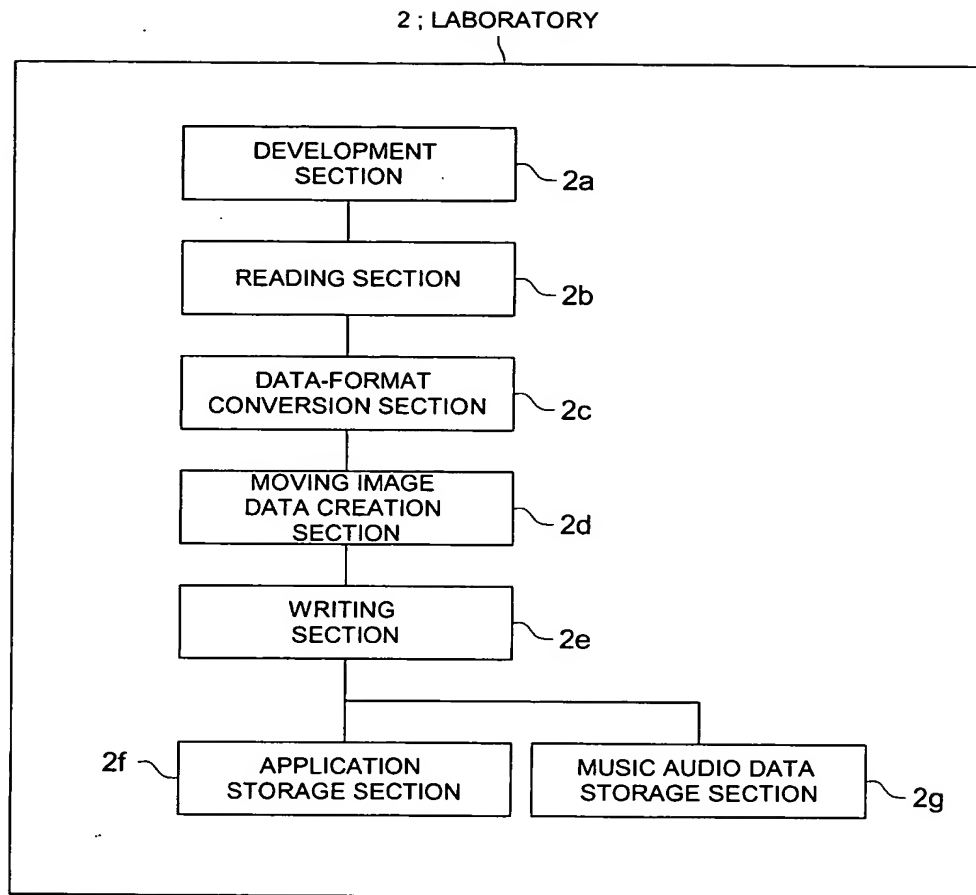 2 ; LABORATORY
DEVELOPMENT
SECTION
2a
READING SECTION
2b
DATA-FORMAT
CONVERSION SECTION
2c
MOVING IMAGE
DATA CREATION
SECTION
2d
WRITING
SECTION
2e
2f
APPLICATION
STORAGE SECTION
MUSIC AUDIO DATA
STORAGE SECTION
2g